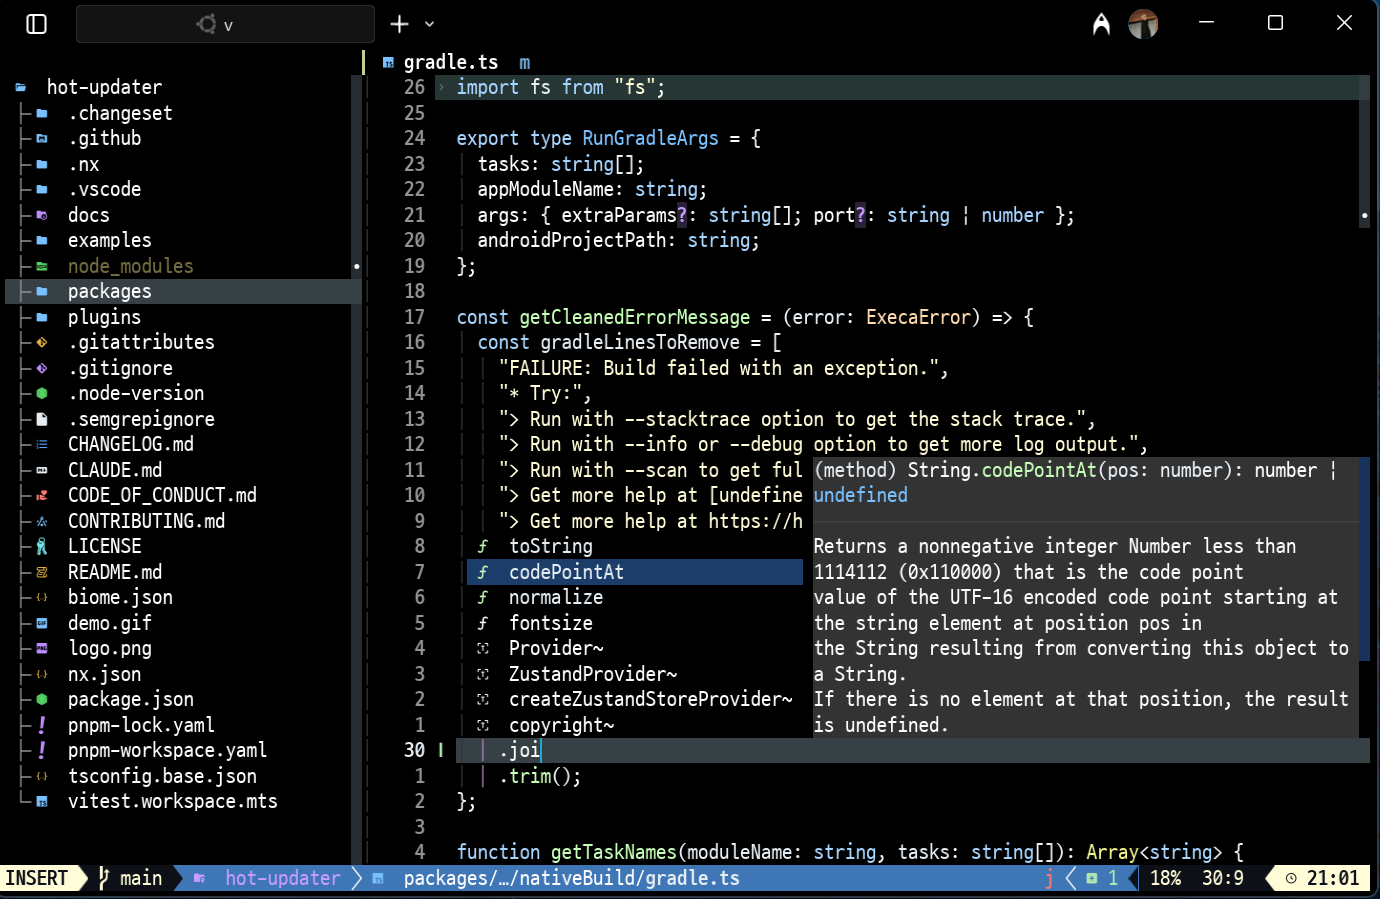 v
hot-updater
.changeset
.github
.nx
.vscode
docs
examples
node_modules
packages
plugins
.gitattributes
.gitignore
.node-version
.semgrepignore
CHANGELOG.md
CLAUDE.md
CODE_OF_CONDUCT.md
CONTRIBUTING.md
LICENSE
README.md
biome.json
demo.gif
logo.png
nx.json
package.json
pnpm-lock.yaml
pnpm-workspace.yaml
tsconfig.base.json
vitest.workspace.mts
gradle.ts m
26 import fs from "fs";
25
24 export type RunGradleArgs = {
23 tasks: string[];
22 appModuleName: string;
21 args: { extraParams?: string[]; port?: string | number };
20 androidProjectPath: string;
19 };
18
17 const getCleanedErrorMessage = (error: ExecaError) => {
16 const gradleLinesToRemove = [
15 "FAILURE: Build failed with an exception.",
14 "* Try:",
13 "> Run with --stacktrace option to get the stack trace.",
12 "> Run with --info or --debug option to get more log output.",
11 "> Run with --scan to get ful
10 "> Get more help at [undefine
9 "> Get more help at https://h
8 ƒ toString
7 ƒ codePointAt
6 ƒ normalize
5 ƒ fontsize
4 Provider~
3 ZustandProvider~
2 createZustandStoreProvider~
1 copyright~
(method) String.codePointAt(pos: number): number |
undefined
Returns a nonnegative integer Number less than
1114112 (0x110000) that is the code point
value of the UTF-16 encoded code point starting at
the string element at position pos in
the String resulting from converting this object to
a String.
If there is no element at that position, the result
is undefined.
30 .joi
1 .trim();
2 };
3
4 function getTaskNames(moduleName: string, tasks: string[]): Array<string> {
INSERT main hot-updater packages/…/nativeBuild/gradle.ts j 1 18% 30:9 21:01